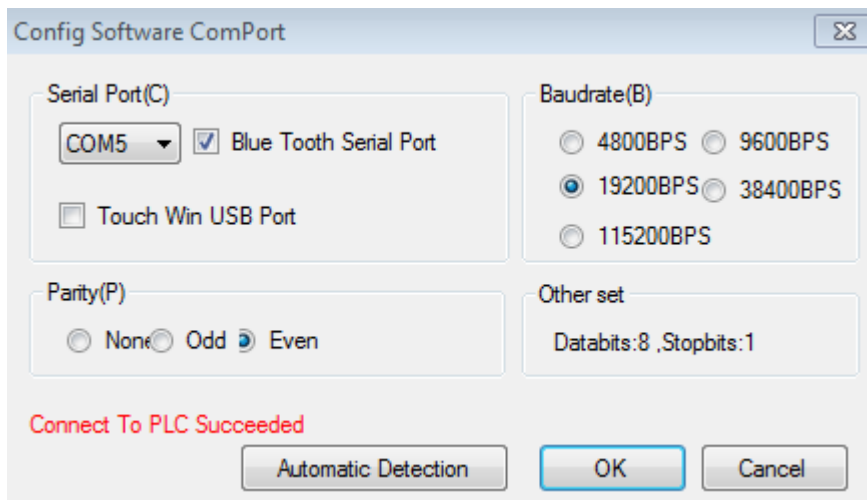 Config Software ComPort
Serial Port(C)
COM5
Blue Tooth Serial Port
Touch Win USB Port
Baudrate(B)
4800BPS
9600BPS
19200BPS
38400BPS
115200BPS
Parity(P)
None
Odd
Even
Other set
Databits:8 ,Stopbits:1
Connect To PLC Succeeded
Automatic Detection
OK
Cancel